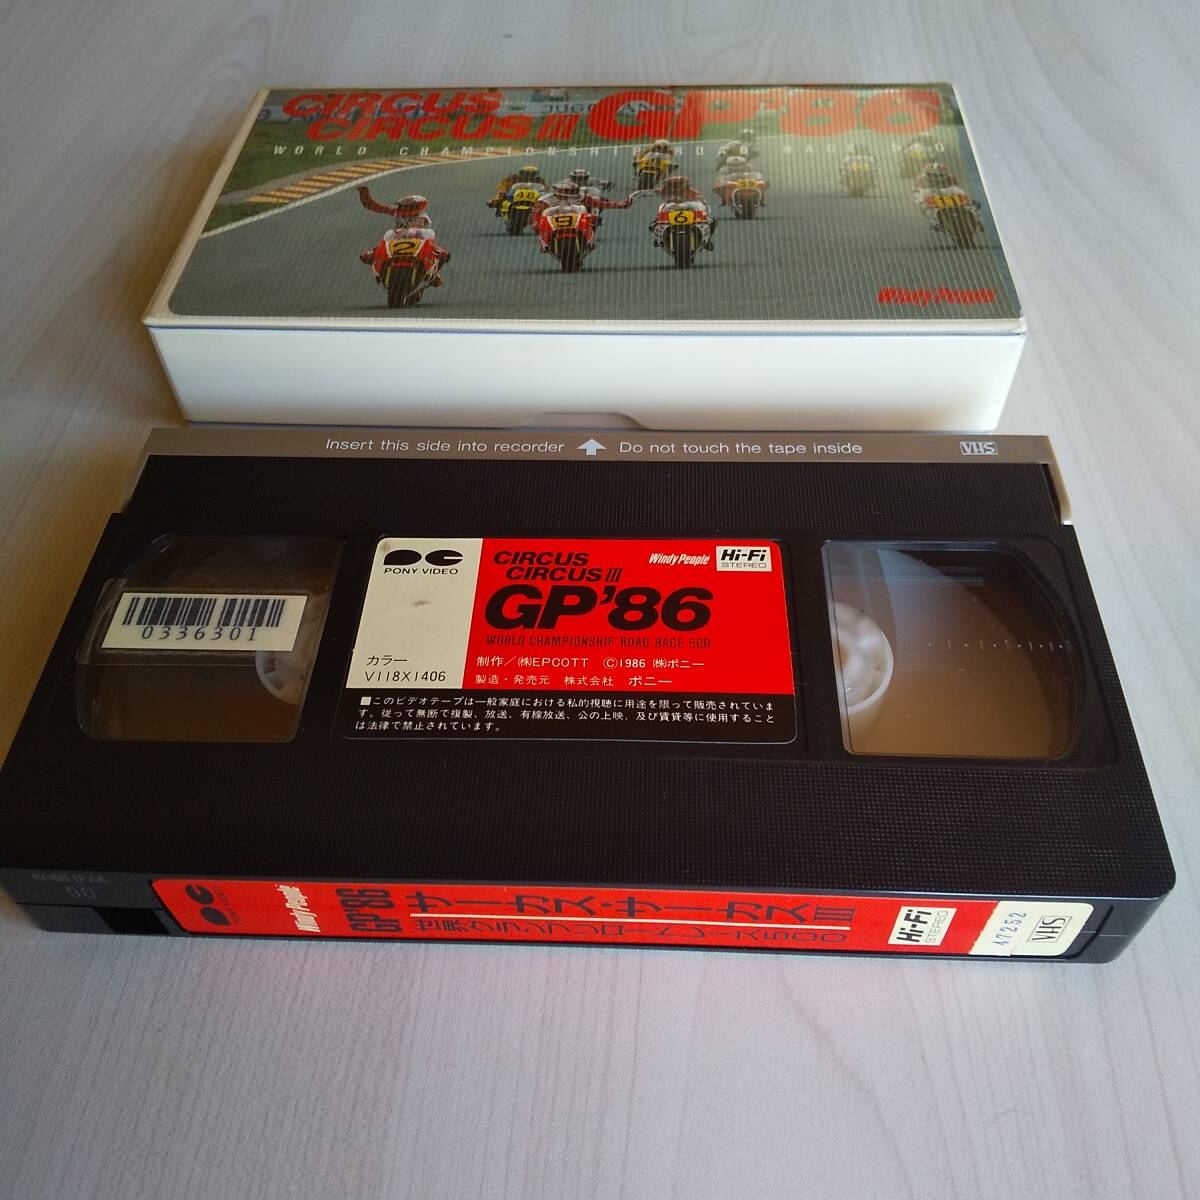 CIRCUS
CIRCUS III GP'86
WORLD CHAMPIONSHIP ROAD RACE 500
2
48
9
6
Windy People
Insert this side into recorder
Do not touch the tape inside
VHS
0336301
PONY VIDEO
カラー
V118X1406
CIRCUS
CIRCUS III
GP'86
WORLD CHAMPIONSHIP ROAD RACE 500
Windy People
Hi-Fi
STEREO
制作/(株)EPCOTT ©1986 (株)ポニー
製造・発売元 株式会社 ポニー
■このビデオテープは一般家庭における私的視聴に用途を限って販売されていま
す。従って無断で複製、放送、有線放送、公の上映、及び賃貸等に使用すること
は法律で禁止されています。
90
PONY VIDEO
Windy People
GP'86
サーカス・サーカスIII
世界グランプリロードレース500
Hi-Fi
STEREO
47252
VHS